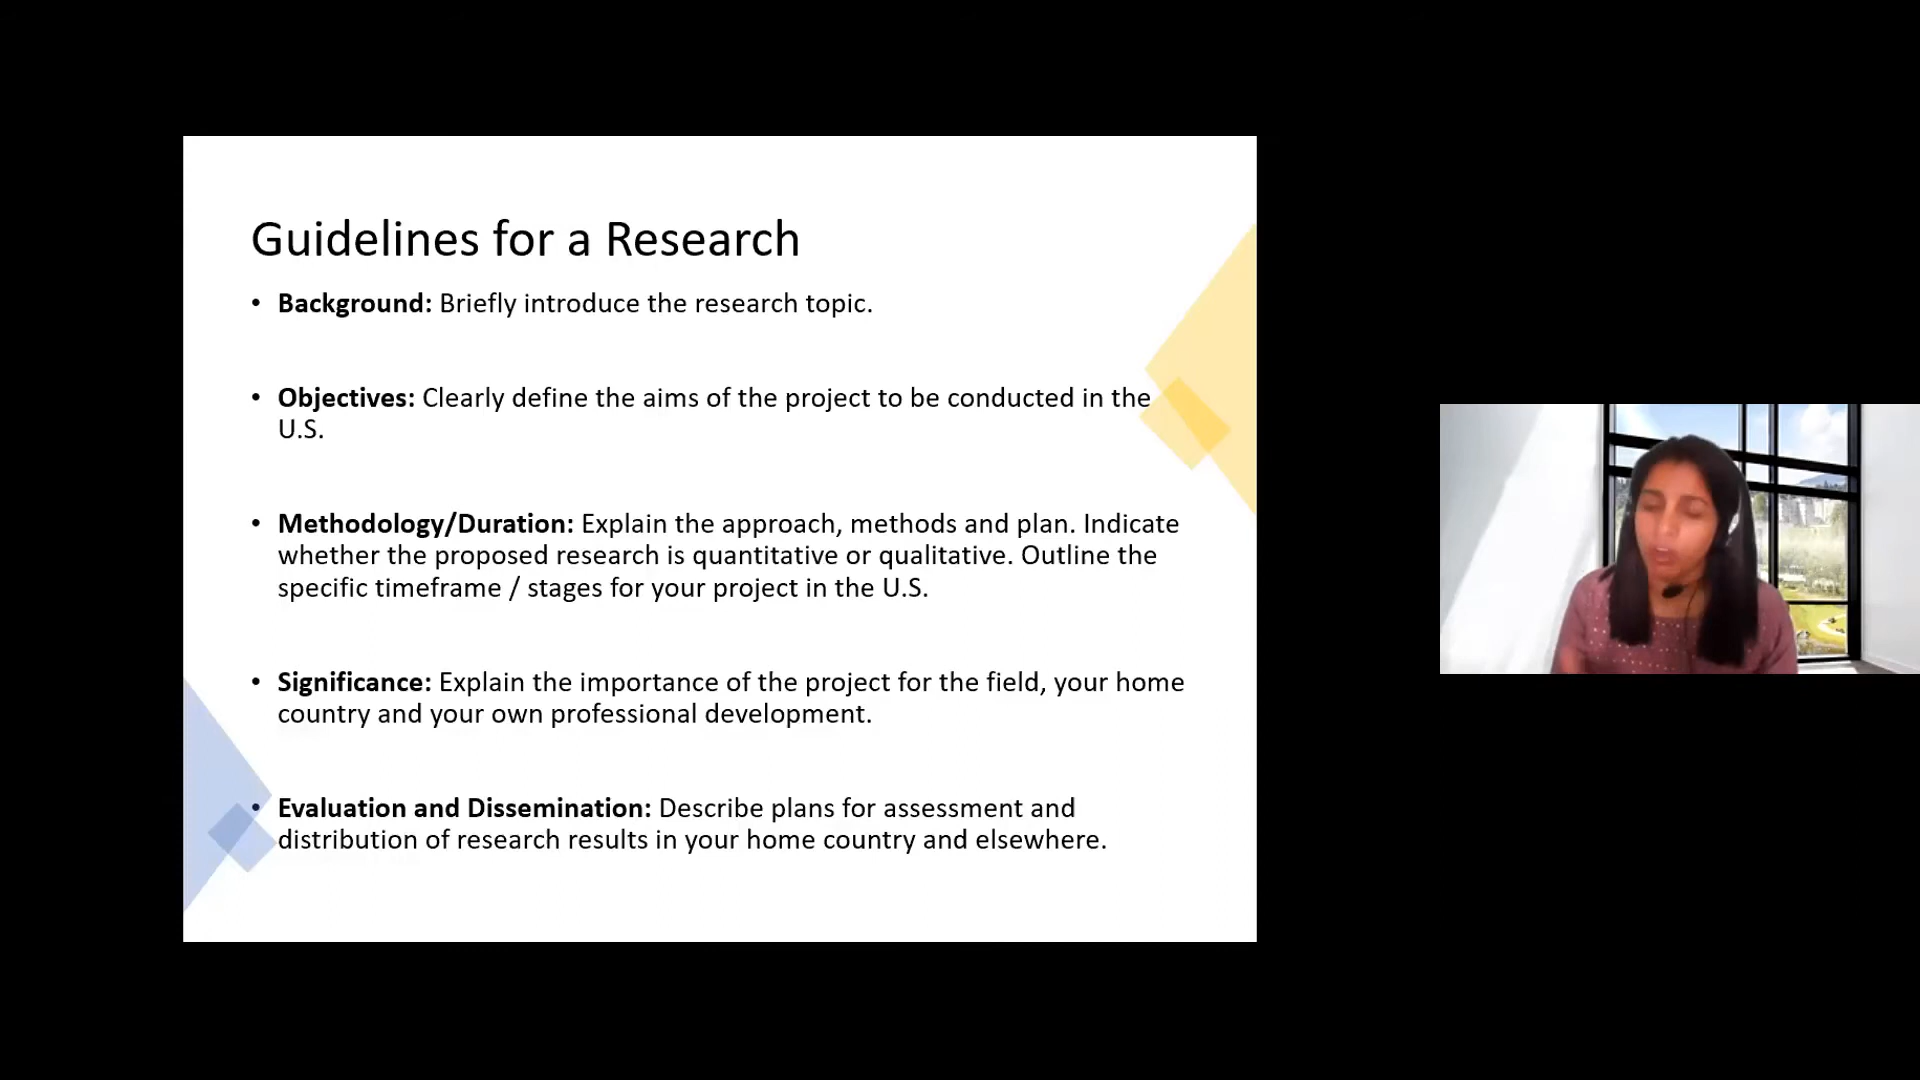 Guidelines for a Research
• Background: Briefly introduce the research topic.
• Objectives: Clearly define the aims of the project to be conducted in the
U.S.
• Methodology/Duration: Explain the approach, methods and plan. Indicate
whether the proposed research is quantitative or qualitative. Outline the
specific timeframe / stages for your project in the U.S.
• Significance: Explain the importance of the project for the field, your home
country and your own professional development.
• Evaluation and Dissemination: Describe plans for assessment and
distribution of research results in your home country and elsewhere.